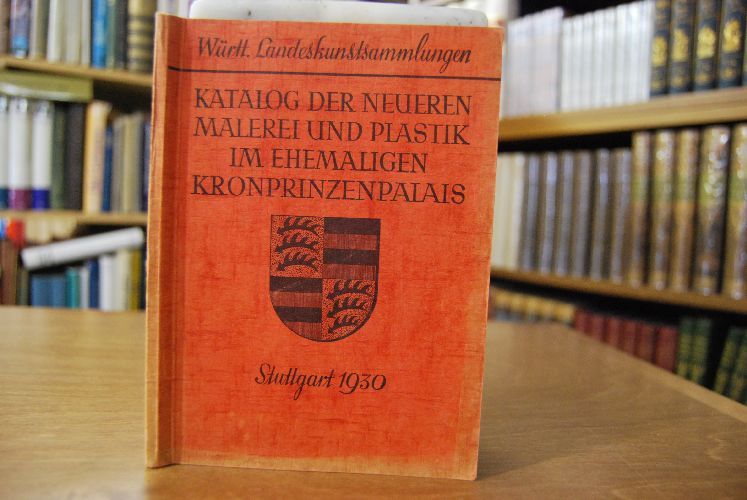 Württ. Landeskunstsammlungen
KATALOG DER NEUEREN
MALEREI UND PLASTIK
IM EHEMALIGEN
KRONPRINZENPALAIS
Stuttgart 1930